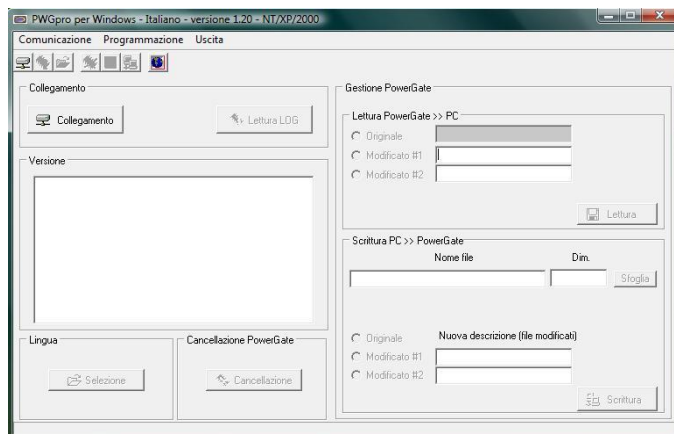 PWGpro per Windows - Italiano - versione 1.20 - NT/XP/2000
Comunicazione Programmazione Uscita
Collegamento
Collegamento
Lettura LOG
Versione
Lingua
Selezione
Cancellazione PowerGate
Cancellazione
Gestione PowerGate
Lettura PowerGate >> PC
Originale
Modificato #1
Modificato #2
Lettura
Scrittura PC >> PowerGate
Nome file Dim.
Sfoglia
Originale Nuova descrizione (file modificati)
Modificato #1
Modificato #2
Scrittura